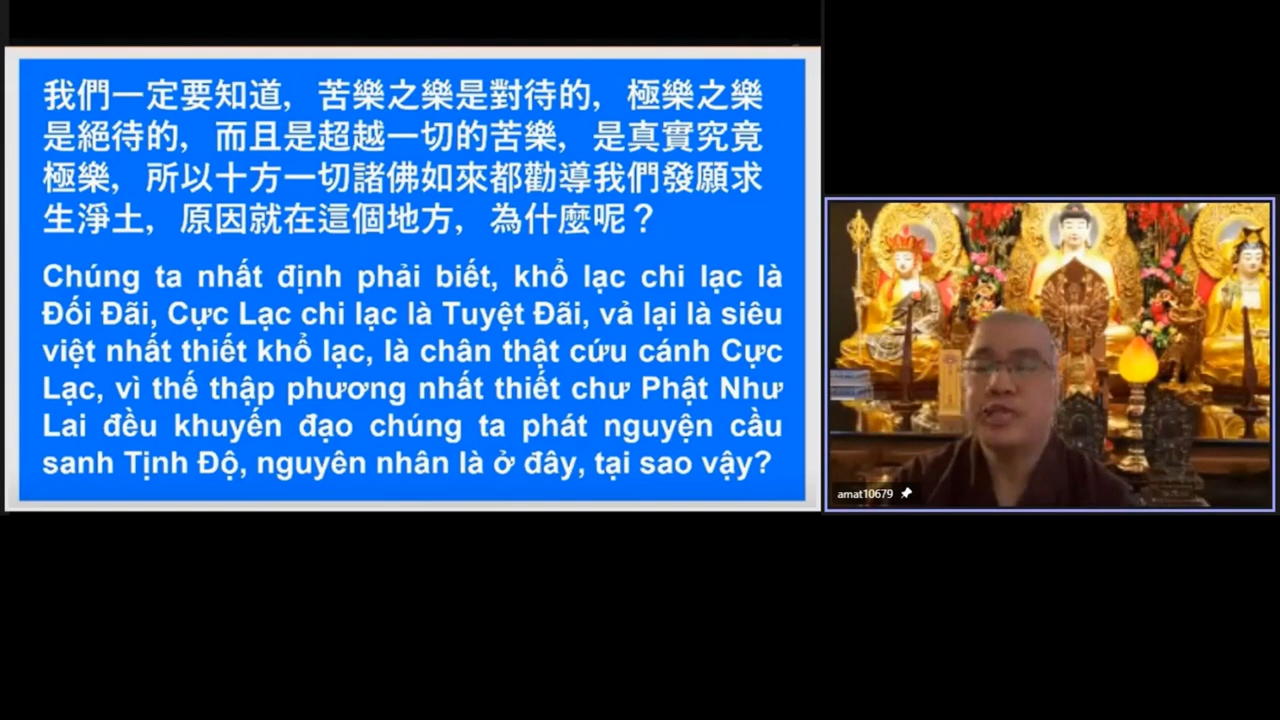 我們一定要知道，苦樂之樂是對待的，極樂之樂
是絕待的，而且是超越一切的苦樂，是真實究竟
極樂，所以十方一切諸佛如來都勸導我們發願求
生淨土，原因就在這個地方，為什麼呢？
Chúng ta nhất định phải biết, khổ lạc chi lạc là
Đối Đãi, Cực Lạc chi lạc là Tuyệt Đãi, vả lại là siêu
việt nhất thiết khổ lạc, là chân thật cứu cánh Cực
Lạc, vì thế thập phương nhất thiết chư Phật Như
Lai đều khuyến đạo chúng ta phát nguyện cầu
sanh Tịnh Độ, nguyên nhân là ở đây, tại sao vậy?
amat10679